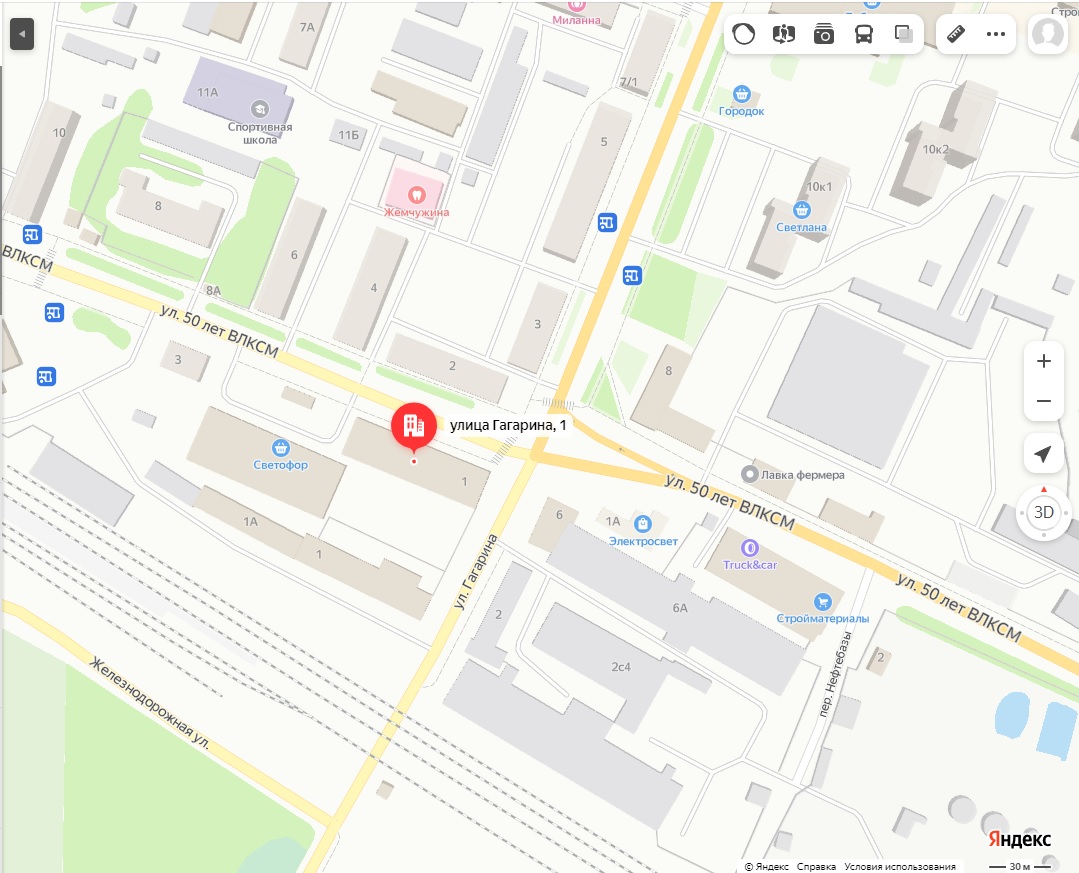 7А
Миланна
7/1
11А
Спортивная
школа
11Б
10
5
Городок
10к2
10к1
Светлана
Жемчужина
8
6
4
3
2
8
ВЛКСМ
8А
ул. 50 лет ВЛКСМ
3
улица Гагарина, 1
Светофор
1
1А
1
Лавка фермера
ул. 50 лет ВЛКСМ
6
1А
Электросвет
Truck&car
Стройматериалы
ул. 50 лет ВЛКСМ
ул. Гагарина
2
6А
2с4
2
пер. Нефтебазы
Железнодорожная ул.
3D
Яндекс
© Яндекс Справка Условия использования
30 м